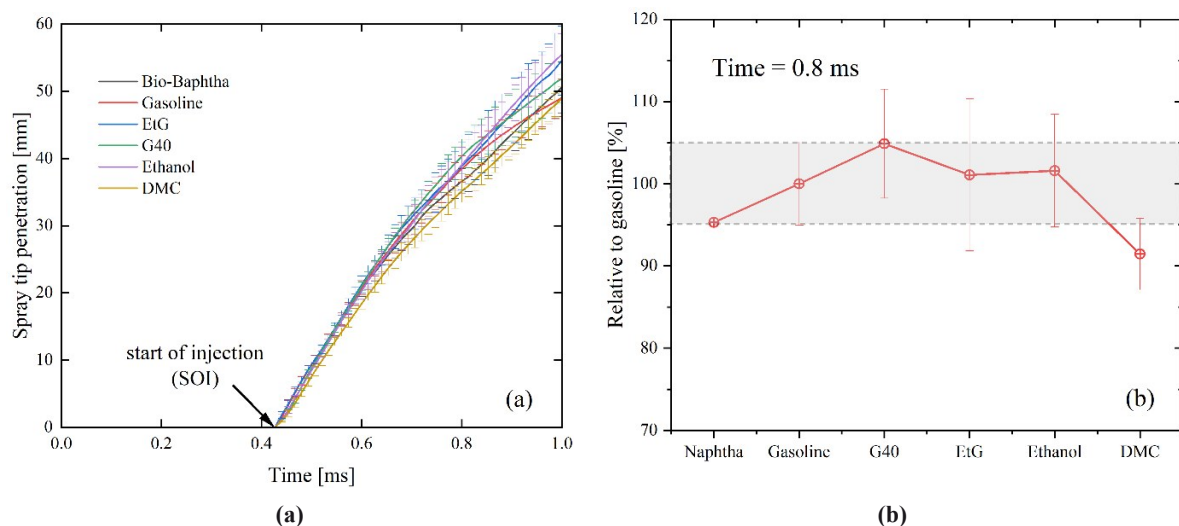 60
50
40
30
20
10
0
Spray tip penetration [mm]
Bio-Baphtha
Gasoline
EtG
G40
Ethanol
DMC
start of injection
(SOI)
(a)
0.0 0.2 0.4 0.6 0.8 1.0
Time [ms]
(a)
120
110
100
90
80
70
Relative to gasoline [%]
Time = 0.8 ms
(b)
Naphtha Gasoline G40 EtG Ethanol DMC
(b)